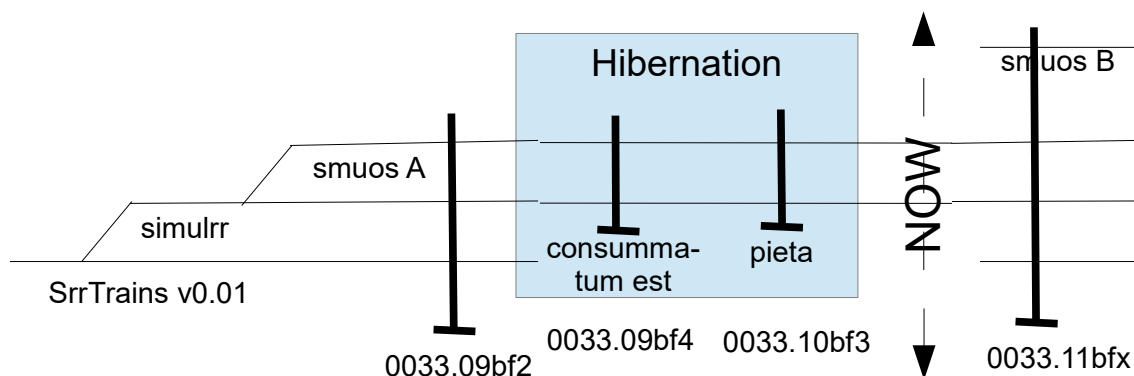 Hibernation
smuos B
smuos A
simulrr
NOW
consumma-
tum est
pieta
SrrTrains v0.01
0033.09bf2
0033.09bf4
0033.10bf3
0033.11bfx